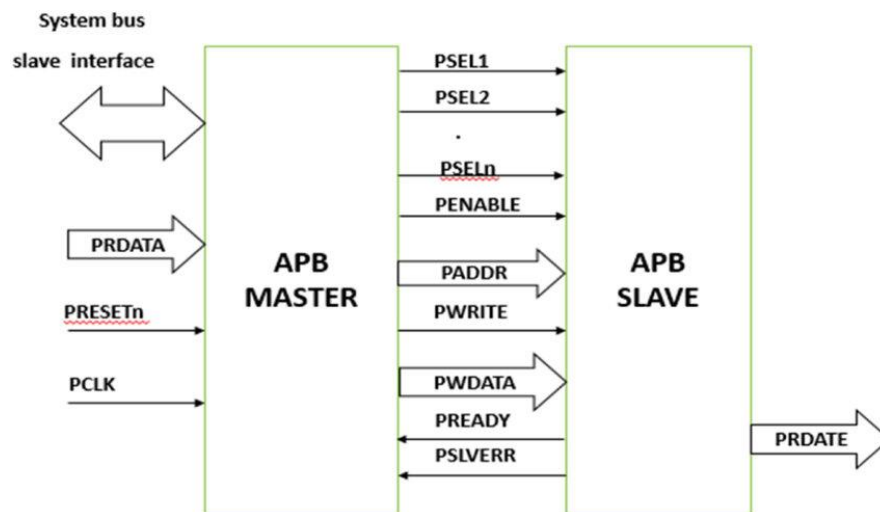 System bus
slave interface
PRDATA
PRESETn
PCLK
APB
MASTER
PSEL1
PSEL2
.
PSELn
PENABLE
PADDR
PWRITE
PWDATA
PREADY
PSLVERR
APB
SLAVE
PRDATE